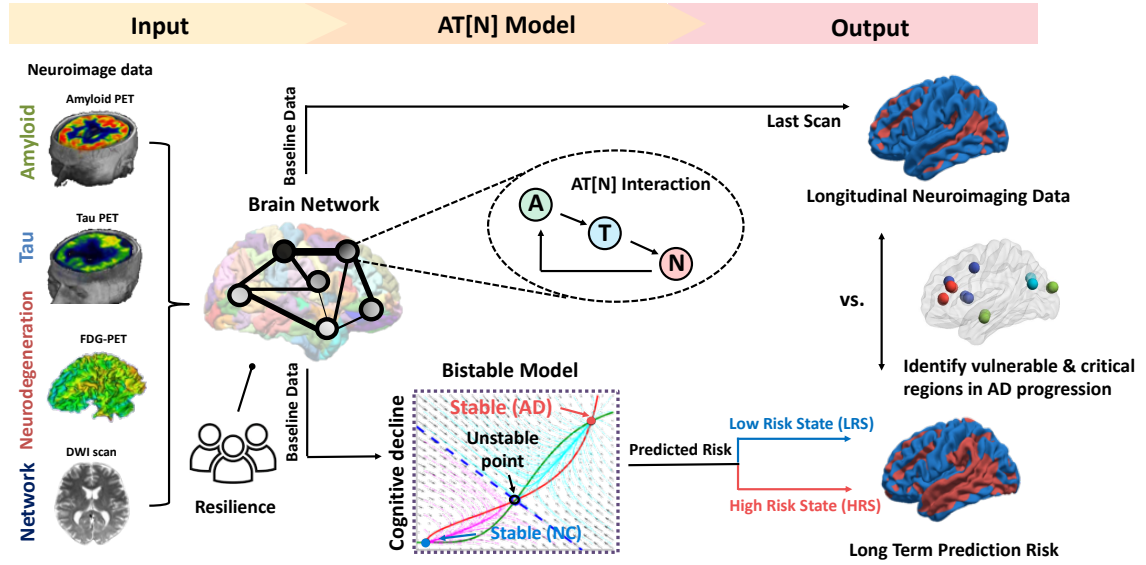 Input
AT[N] Model
Output
Neuroimage data
Amyloid
Amyloid PET
Tau
Tau PET
Neurodegeneration
FDG-PET
Network
DWI scan
Brain Network
Resilience
Baseline Data
Last Scan
AT[N] Interaction
A
T
N
Baseline Data
Bistable Model
Cognitive decline
Stable (AD)
Unstable
point
Stable (NC)
Predicted Risk
Low Risk State (LRS)
High Risk State (HRS)
Longitudinal Neuroimaging Data
vs.
Identify vulnerable & critical
regions in AD progression
Long Term Prediction Risk